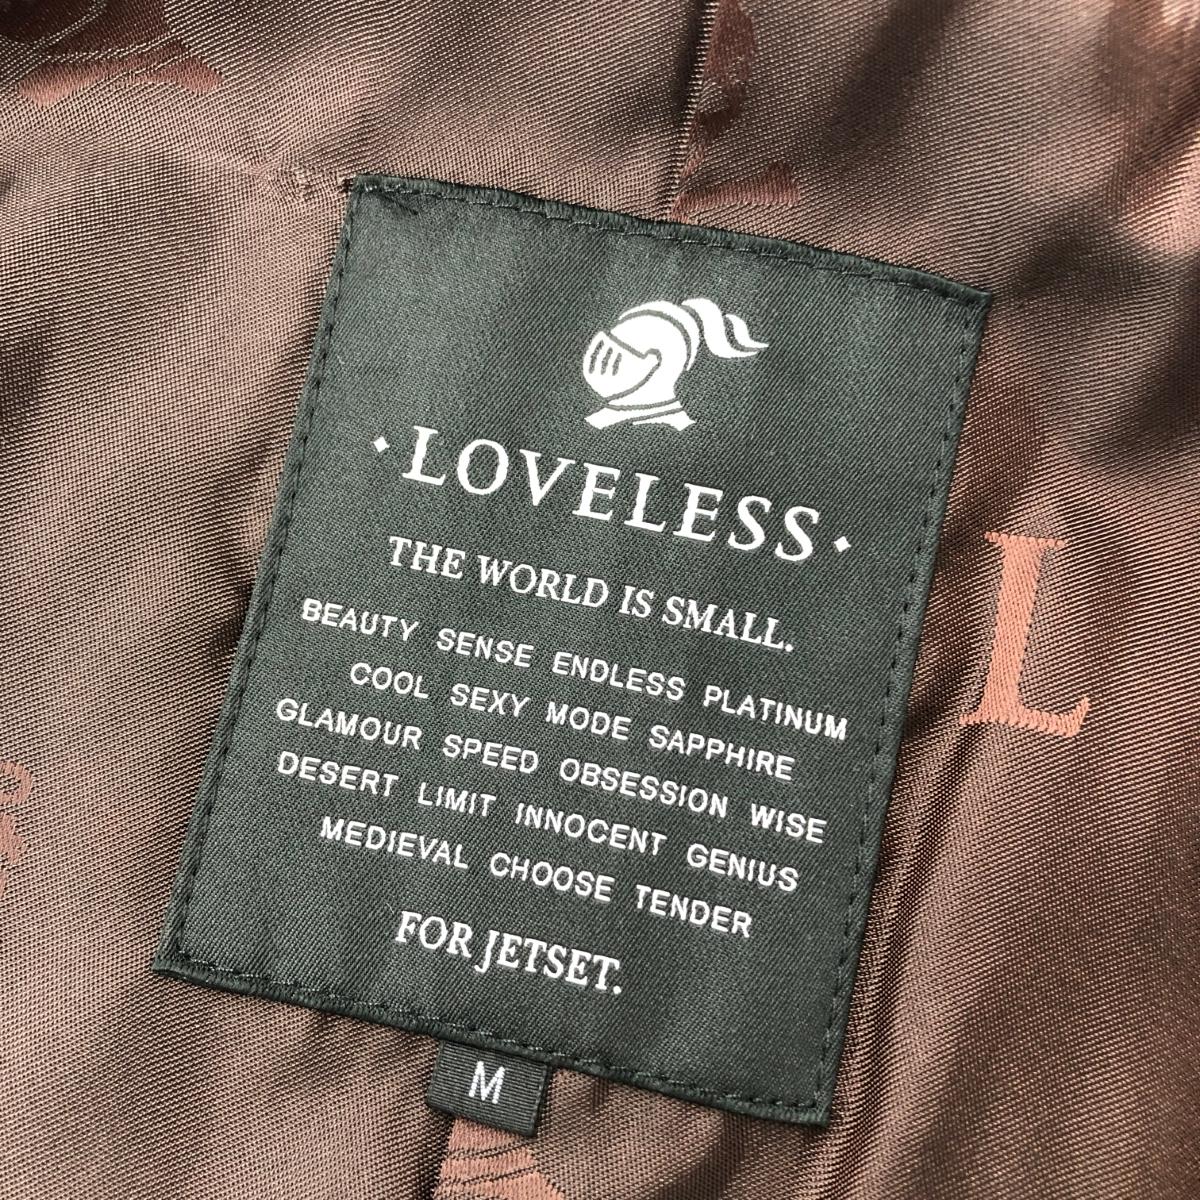 ·LOVELESS·
THE WORLD IS SMALL.
BEAUTY SENSE ENDLESS PLATINUM
COOL SEXY MODE SAPPHIRE
GLAMOUR SPEED OBSESSION WISE
DESERT LIMIT INNOCENT GENIUS
MEDIEVAL CHOOSE TENDER
FOR JETSET.
M
L